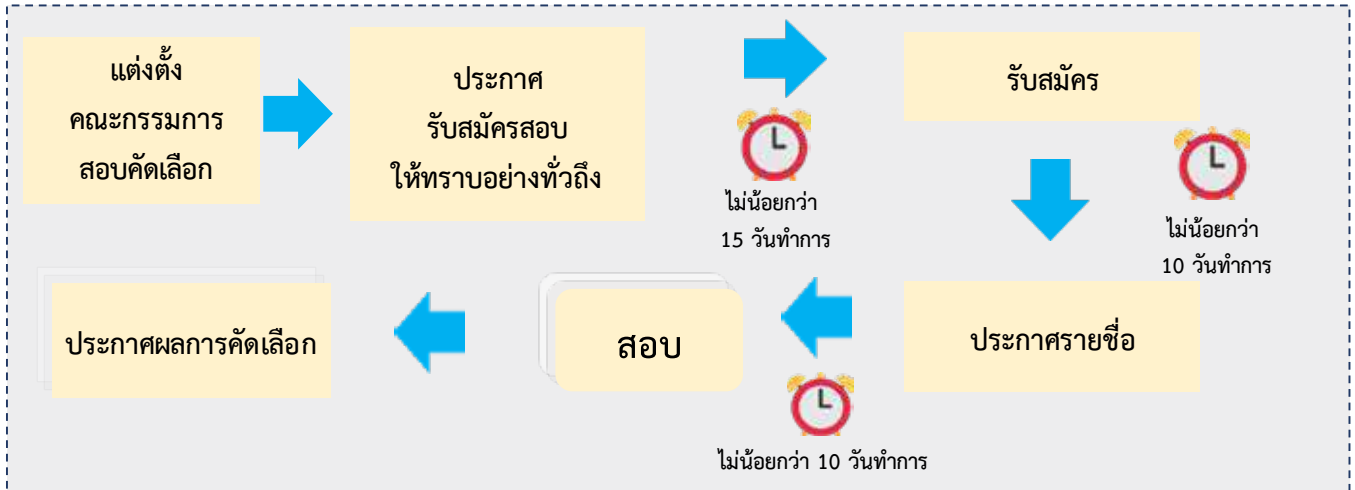 แต่งตั้ง
คณะกรรมการ
สอบคัดเลือก
ประกาศ
รับสมัครสอบ
ให้ทราบอย่างทั่วถึง
ไม่น้อยกว่า
15 วันทำการ
รับสมัคร
ไม่น้อยกว่า
10 วันทำการ
ประกาศรายชื่อ
ไม่น้อยกว่า 10 วันทำการ
สอบ
ประกาศผลการคัดเลือก